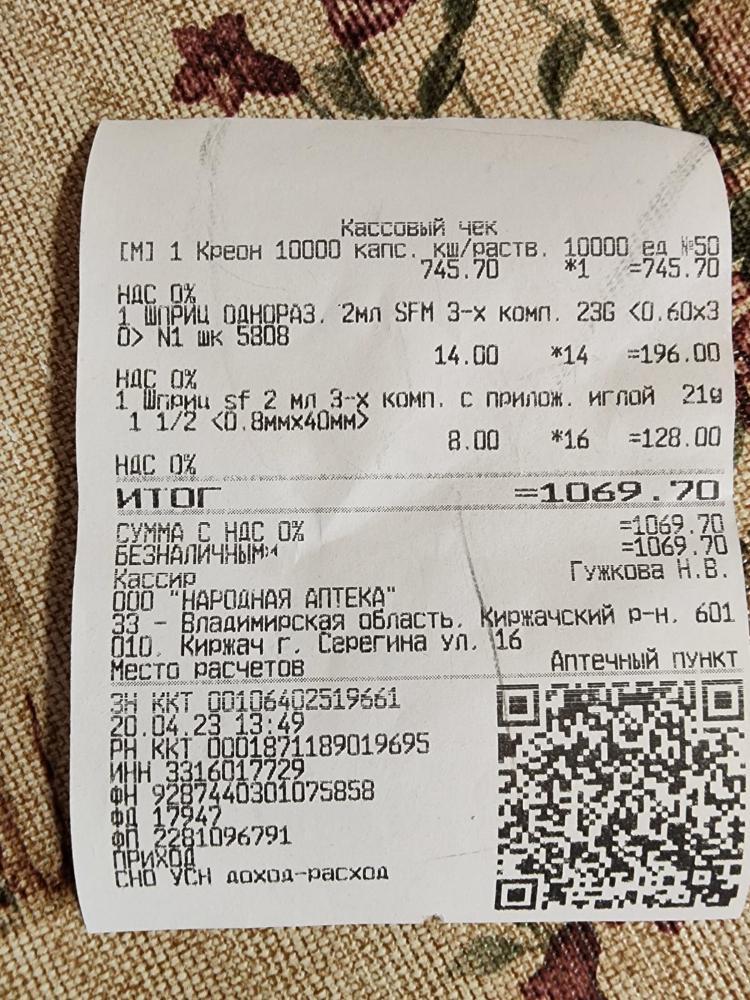 Кассовый чек
[М] 1 Креон 10000 капс. кш/раств. 10000 ед №50
745.70 *1 =745.70
НДС 0%
1 ШПРИЦ ОДНОРАЗ. 2мл SFM 3-х комп. 23G <0.60х3
0> N1 шк 5808
14.00 *14 =196.00
НДС 0%
1 Шприц sf 2 мл 3-х комп. с прилож. иглой 21g
1 1/2 <0.8ммх40мм>
8.00 *16 =128.00
НДС 0%
ИТОГ =1069.70
СУММА С НДС 0% =1069.70
БЕЗНАЛИЧНЫМИ =1069.70
Кассир Гужкова Н.В.
ООО "НАРОДНАЯ АПТЕКА"
33 - Владимирская область, Киржачский р-н, 601
010, Киржач г, Серегина ул, 16
Место расчетов Аптечный пункт
ЗН ККТ 00106402519661
20.04.23 13:49
РН ККТ 0001871189019695
ИНН 3316017729
ФН 9287440301075858
ФД 17947
ФП 2281096791
ПРИХОД
СНО УСН доход-расход